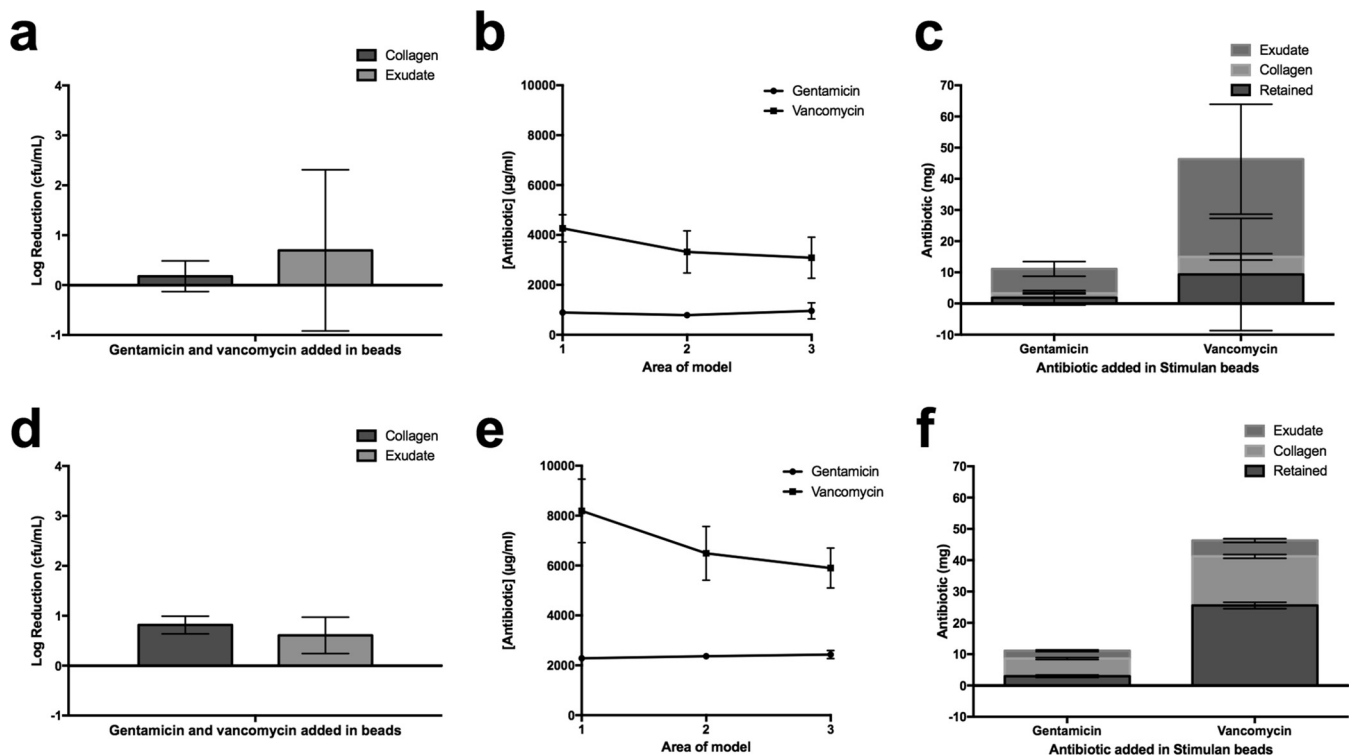 a
Collagen
Exudate
4
3
2
1
0
-1
Log Reduction (cfu/mL)
Gentamicin and vancomycin added in beads
b
Gentamicin
Vancomycin
10000
8000
6000
4000
2000
0
[Antibiotic] (µg/ml)
1 2 3
Area of model
c
Exudate
Collagen
Retained
70
60
50
40
30
20
10
0
-10
Antibiotic (mg)
Gentamicin Vancomycin
Antibiotic added in Stimulan beads
d
Collagen
Exudate
4
3
2
1
0
-1
Log Reduction (cfu/mL)
Gentamicin and vancomycin added in beads
e
Gentamicin
Vancomycin
10000
8000
6000
4000
2000
0
[Antibiotic] (µg/ml)
1 2 3
Area of model
f
Exudate
Collagen
Retained
70
60
50
40
30
20
10
0
-10
Antibiotic (mg)
Gentamicin Vancomycin
Antibiotic added in Stimulan beads